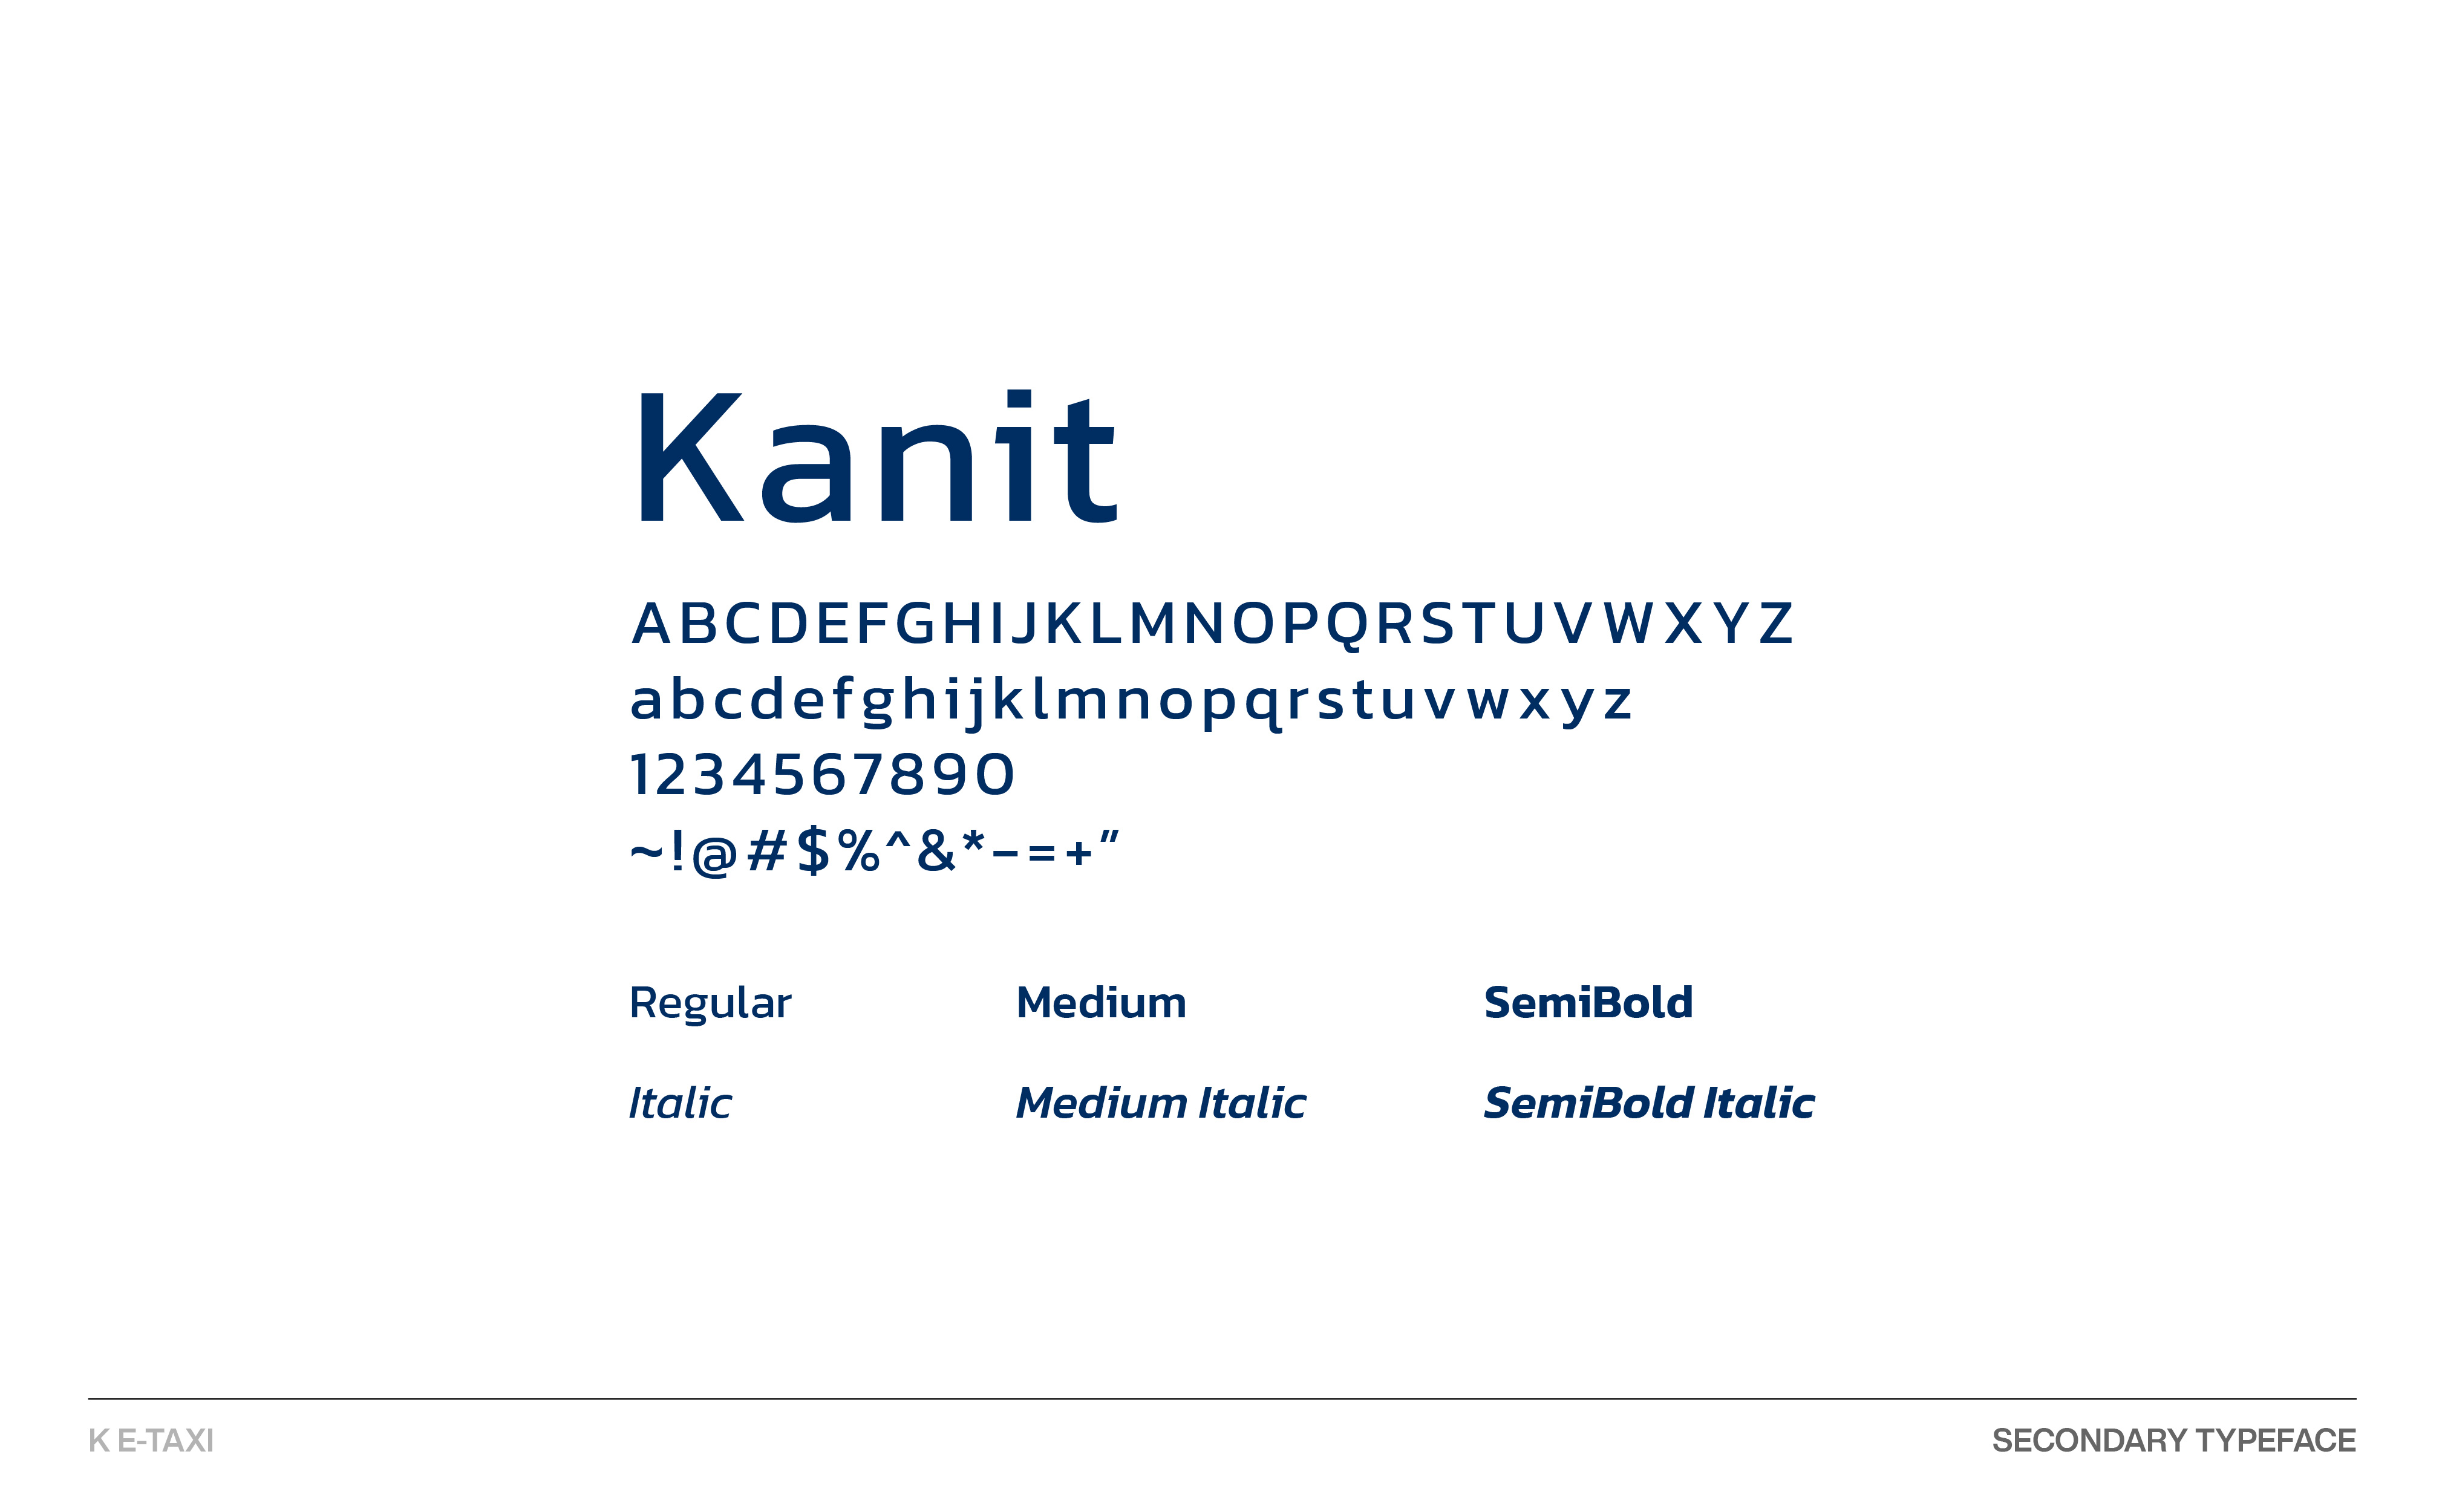 Kanit
ABCDEFGHIJKLMNOPQRSTUVWXYZ
abcdefghijklmnopqrstuvwxyz
1234567890
~!@#$%^&*–=+"
Regular Medium SemiBold
Italic Medium Italic SemiBold Italic
K E-TAXI SECONDARY TYPEFACE